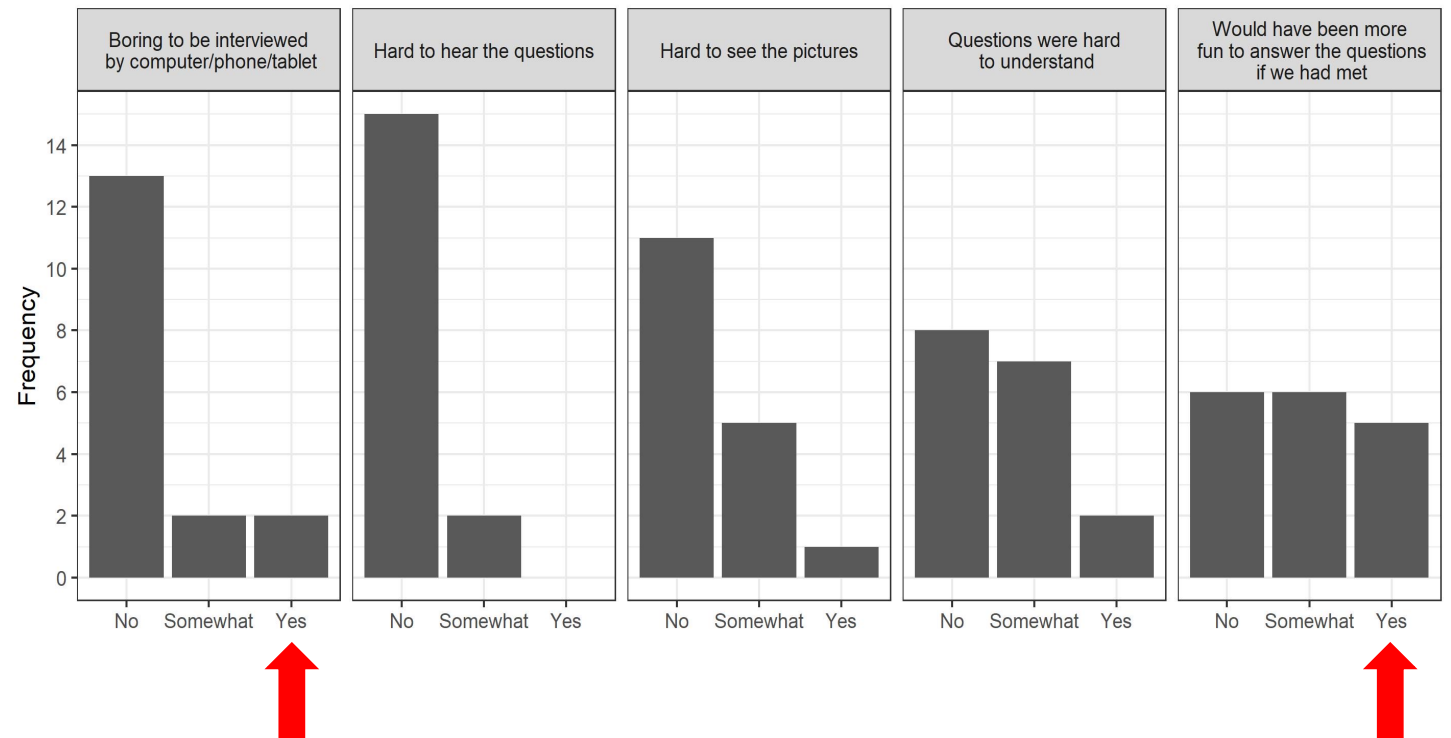 Boring to be interviewed
by computer/phone/tablet
Hard to hear the questions
Hard to see the pictures
Questions were hard
to understand
Would have been more
fun to answer the questions
if we had met
Frequency
14
12
10
8
6
4
2
0
No Somewhat Yes
No Somewhat Yes
No Somewhat Yes
No Somewhat Yes
No Somewhat Yes